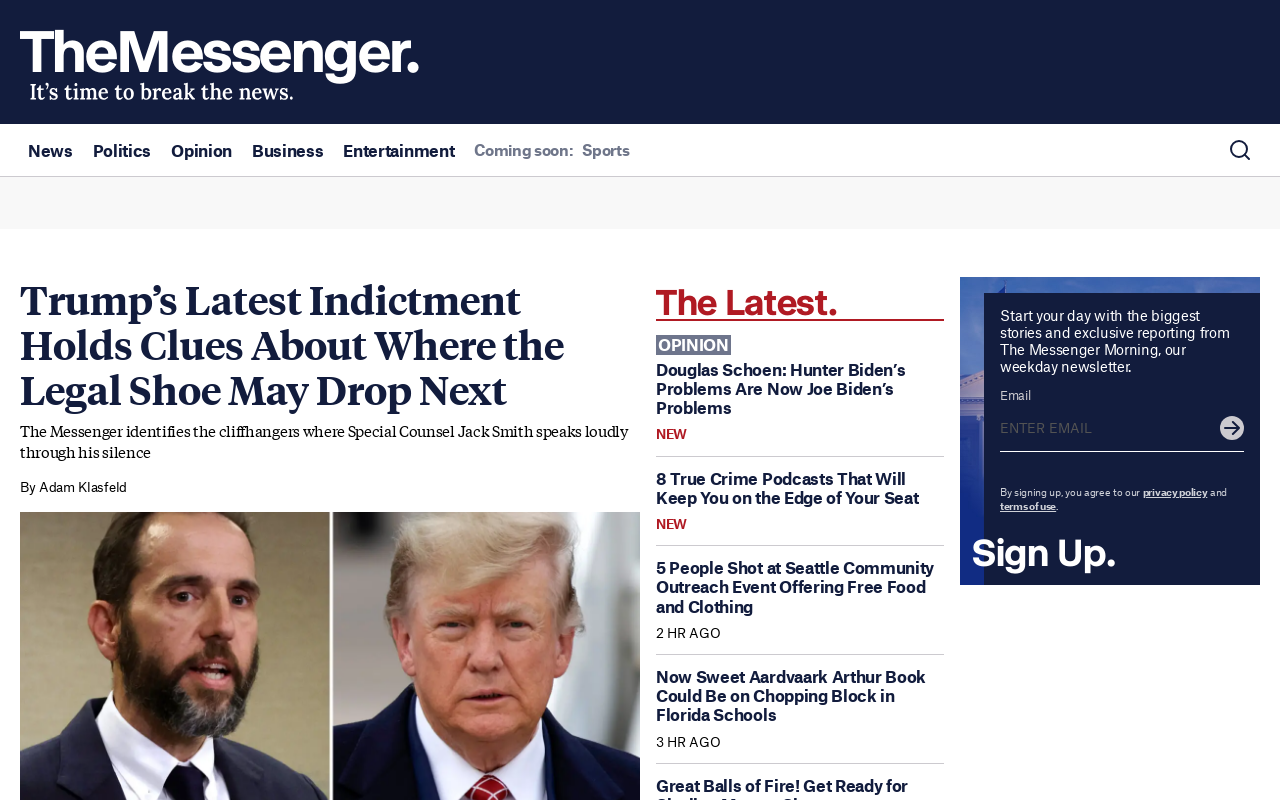 TheMessenger.
It's time to break the news.
News Politics Opinion Business Entertainment Coming soon: Sports
Trump's Latest Indictment
Holds Clues About Where the
Legal Shoe May Drop Next
The Messenger identifies the cliffhangers where Special Counsel Jack Smith speaks loudly
through his silence
By Adam Klasfeld
The Latest.
OPINION
Douglas Schoen: Hunter Biden's
Problems Are Now Joe Biden's
Problems
NEW
8 True Crime Podcasts That Will
Keep You on the Edge of Your Seat
NEW
5 People Shot at Seattle Community
Outreach Event Offering Free Food
and Clothing
2 HR AGO
Now Sweet Aardvaark Arthur Book
Could Be on Chopping Block in
Florida Schools
3 HR AGO
Great Balls of Fire! Get Ready for
Start your day with the biggest
stories and exclusive reporting from
The Messenger Morning, our
weekday newsletter.
Email
ENTER EMAIL
By signing up, you agree to our privacy policy and
terms of use.
Sign Up.